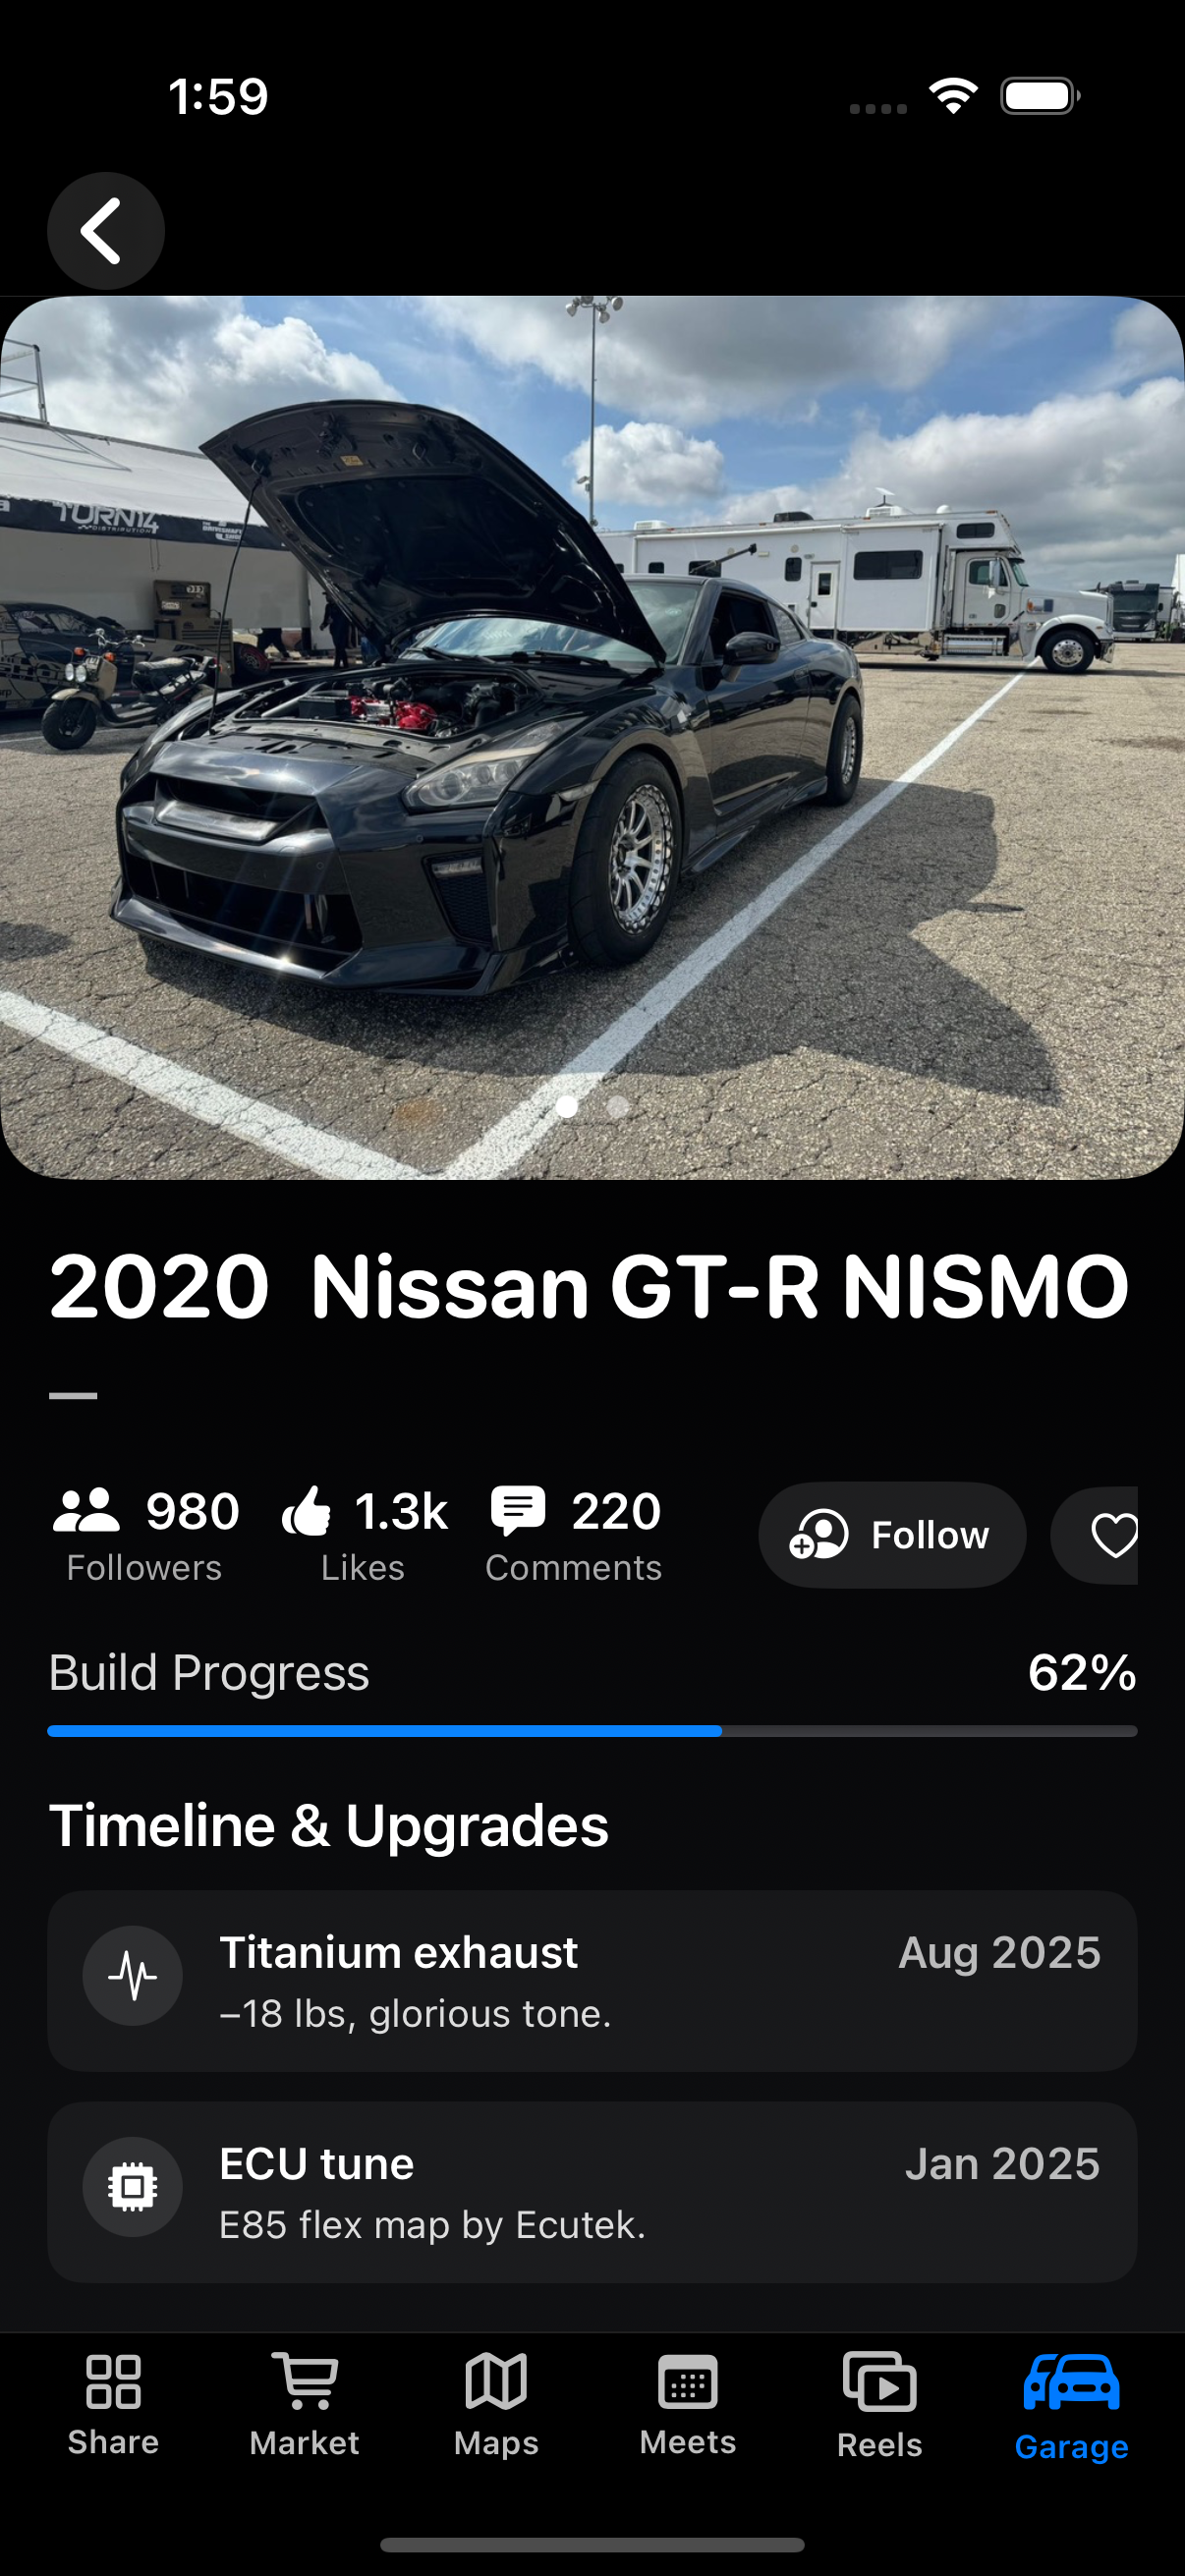 1:59
TURN14
DISTRIBUTION
2020  Nissan GT-R NISMO
—
980
Followers
1.3k
Likes
220
Comments
Follow
Build Progress
62%
Timeline & Upgrades
Titanium exhaust
Aug 2025
–18 lbs, glorious tone.
ECU tune
Jan 2025
E85 flex map by Ecutek.
Share
Market
Maps
Meets
Reels
Garage